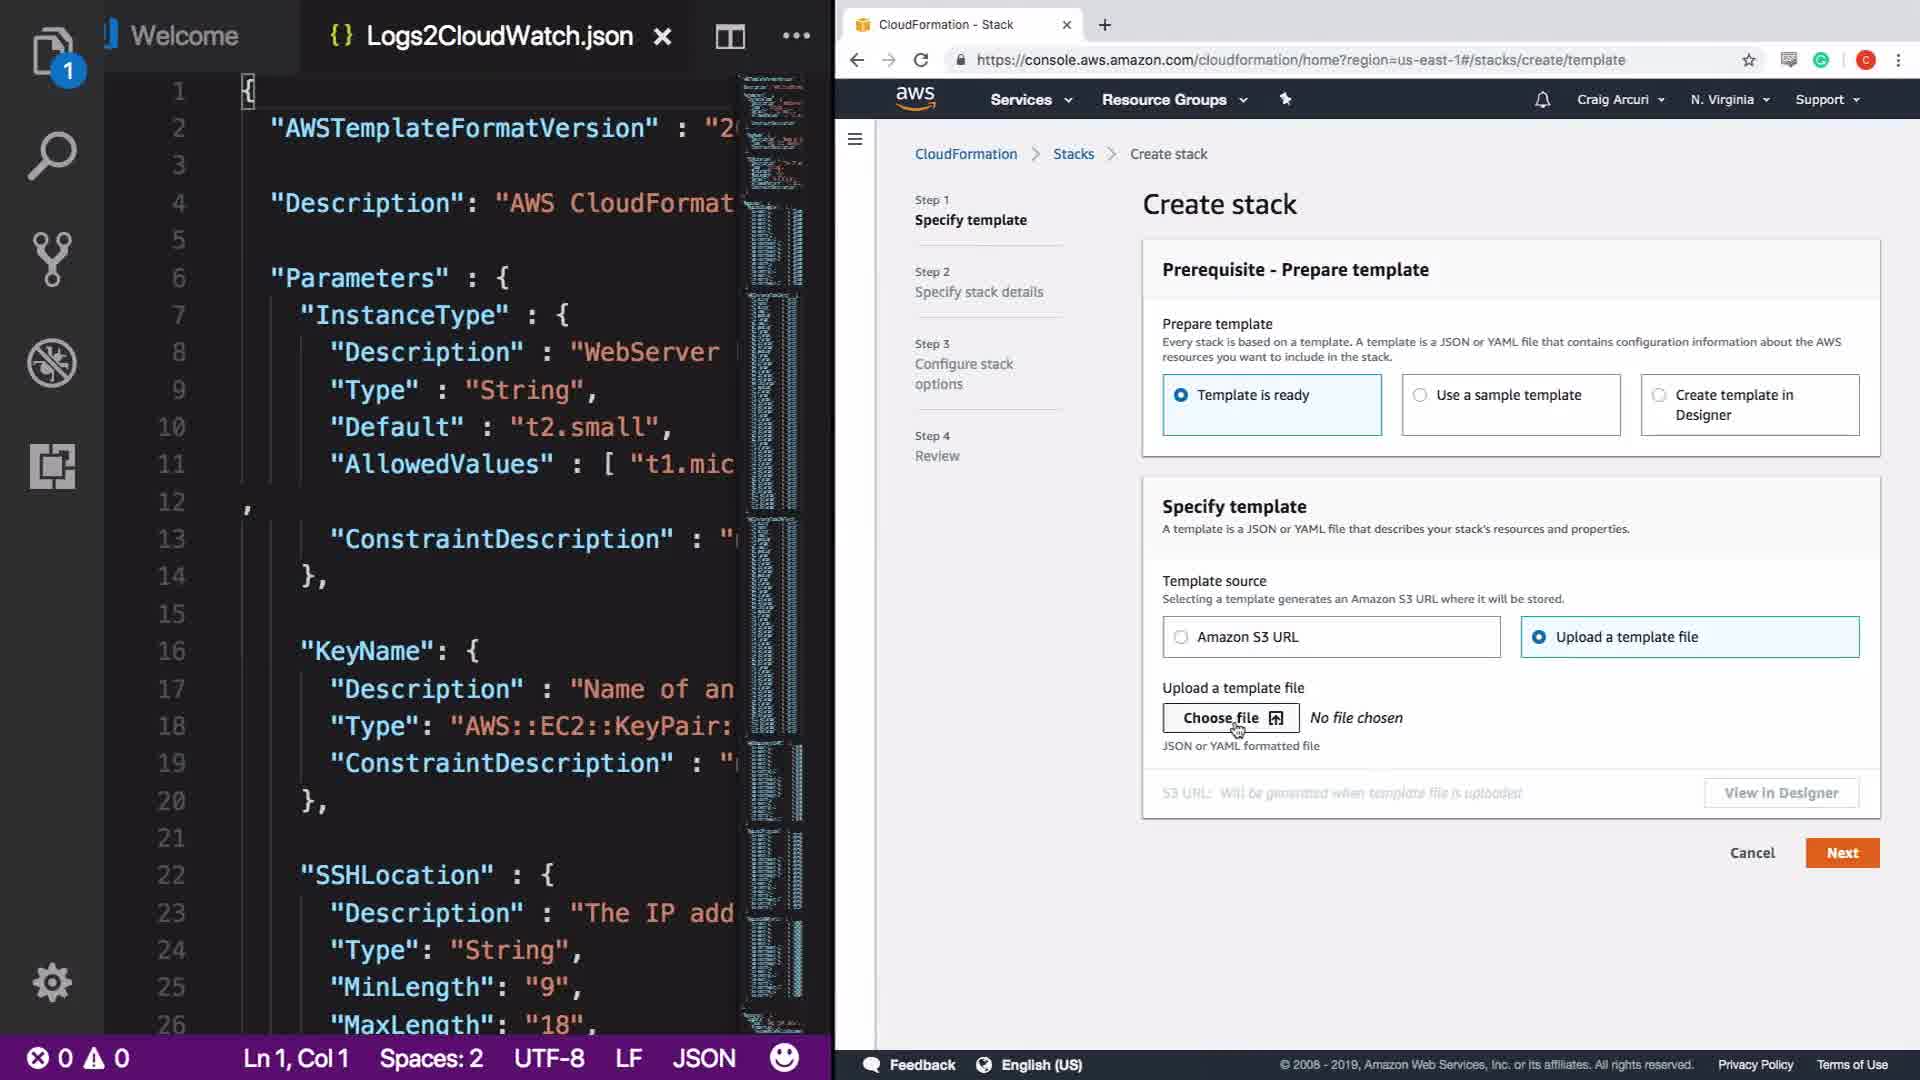 1
Welcome
{} Logs2CloudWatch.json
1 {
2 "AWSTemplateFormatVersion" : "2
3
4 "Description": "AWS CloudFormat
5
6 "Parameters" : {
7 "InstanceType" : {
8 "Description" : "WebServer
9 "Type" : "String",
10 "Default" : "t2.small",
11 "AllowedValues" : [ "t1.mic
12 ,
13 "ConstraintDescription" : "
14 },
15
16 "KeyName": {
17 "Description" : "Name of an
18 "Type": "AWS::EC2::KeyPair:
19 "ConstraintDescription" : "
20 },
21
22 "SSHLocation" : {
23 "Description" : "The IP add
24 "Type": "String",
25 "MinLength": "9",
26 "MaxLength": "18",
0 0 Ln 1, Col 1 Spaces: 2 UTF-8 LF JSON
CloudFormation - Stack
https://console.aws.amazon.com/cloudformation/home?region=us-east-1#/stacks/create/template
C
aws Services Resource Groups Craig Arcuri N. Virginia Support
CloudFormation Stacks Create stack
Step 1
Specify template
Step 2
Specify stack details
Step 3
Configure stack
options
Step 4
Review
Create stack
Prerequisite - Prepare template
Prepare template
Every stack is based on a template. A template is a JSON or YAML file that contains configuration information about the AWS
resources you want to include in the stack.
Template is ready
Use a sample template
Create template in
Designer
Specify template
A template is a JSON or YAML file that describes your stack's resources and properties.
Template source
Selecting a template generates an Amazon S3 URL where it will be stored.
Amazon S3 URL
Upload a template file
Upload a template file
Choose file No file chosen
JSON or YAML formatted file
S3 URL: Will be generated when template file is uploaded
View in Designer
Cancel Next
Feedback English (US) © 2008 - 2019, Amazon Web Services, Inc. or its affiliates. All rights reserved. Privacy Policy Terms of Use